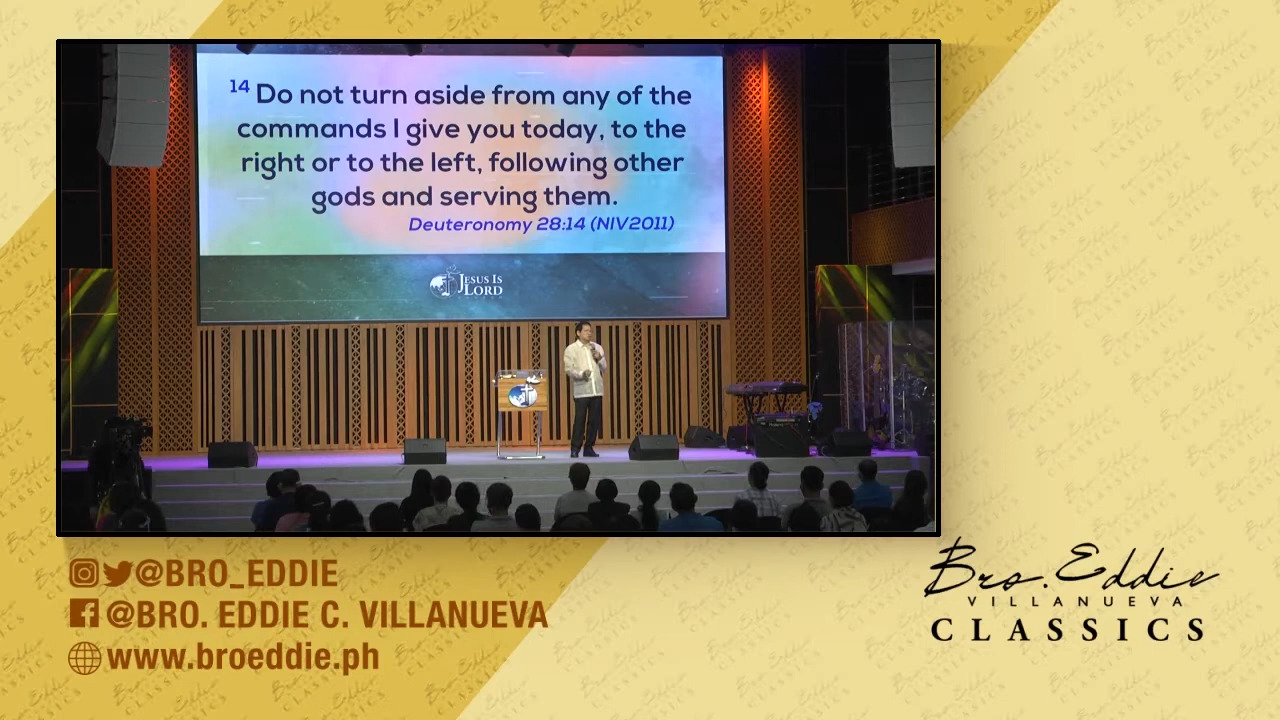 14 Do not turn aside from any of the
commands I give you today, to the
right or to the left, following other
gods and serving them.
Deuteronomy 28:14 (NIV2011)
JESUS IS
LORD
@BRO_EDDIE
@BRO. EDDIE C. VILLANUEVA
www.broeddie.ph
Bro. Eddie
VILLANUEVA
CLASSICS